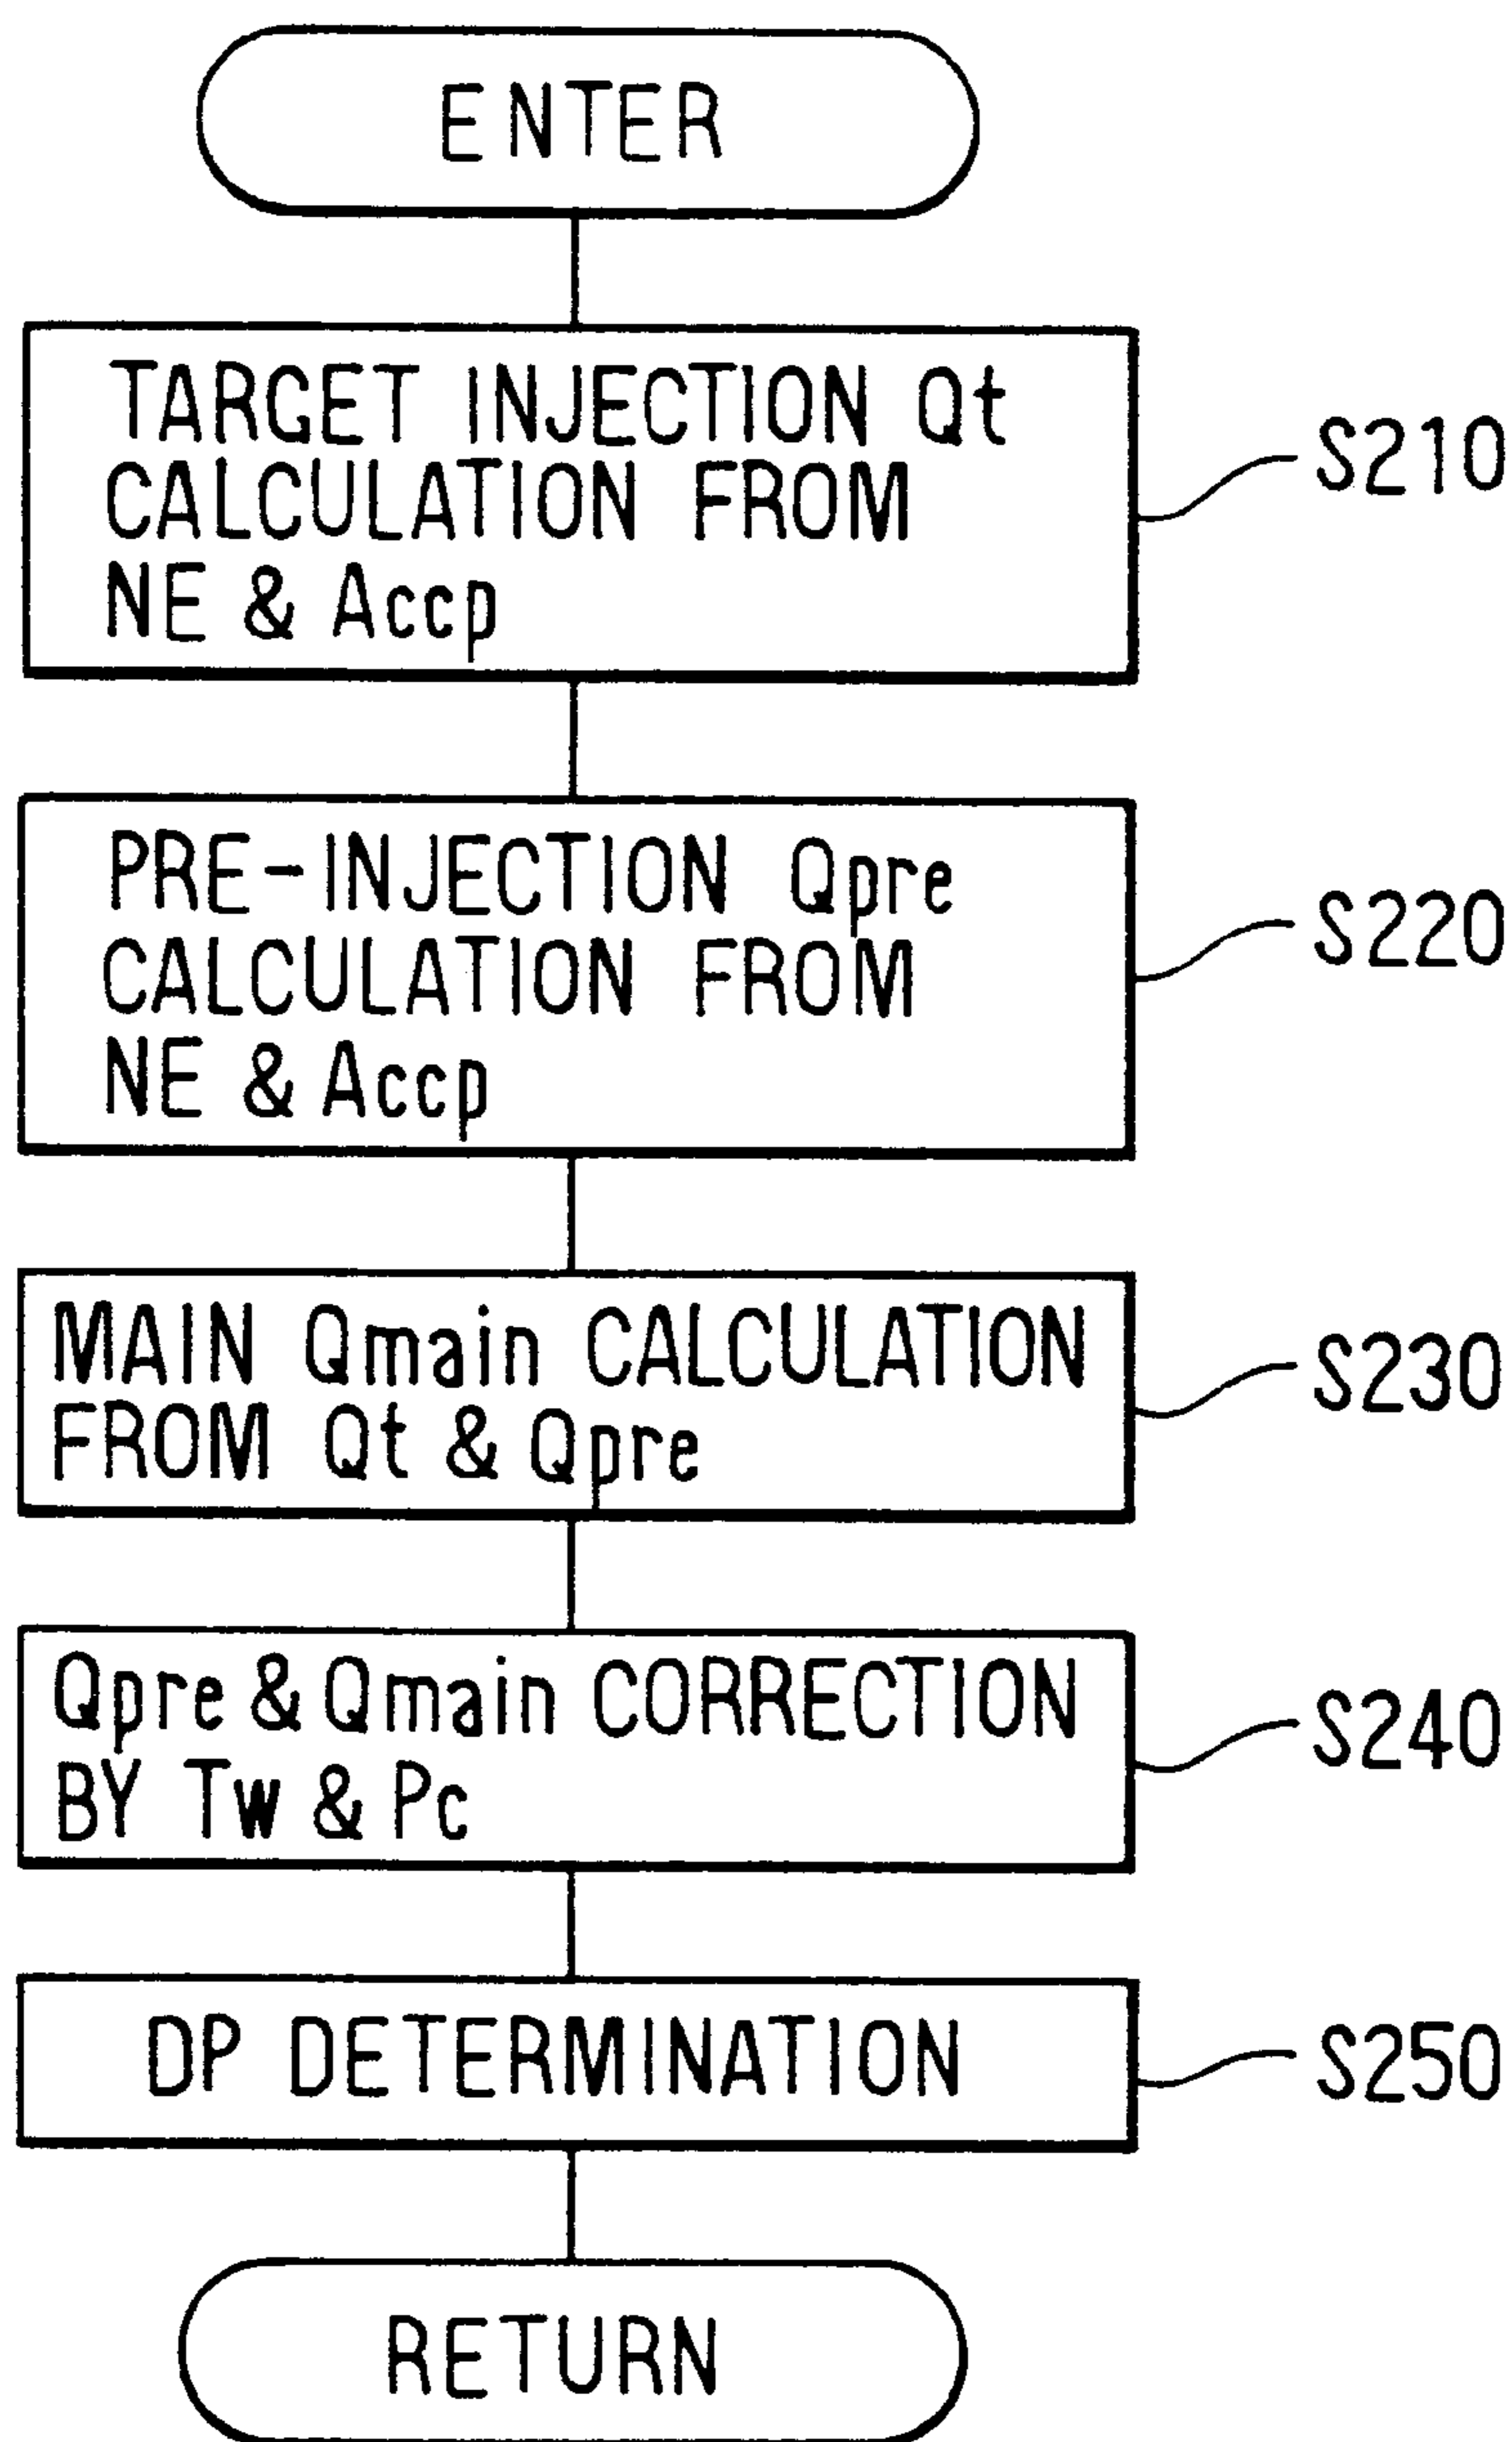 ENTER
TARGET INJECTION Qt
CALCULATION FROM
NE & Accp
S210
PRE-INJECTION Qpre
CALCULATION FROM
NE & Accp
S220
MAIN Qmain CALCULATION
FROM Qt & Qpre
S230
Qpre & Qmain CORRECTION
BY Tw & Pc
S240
DP DETERMINATION
S250
RETURN